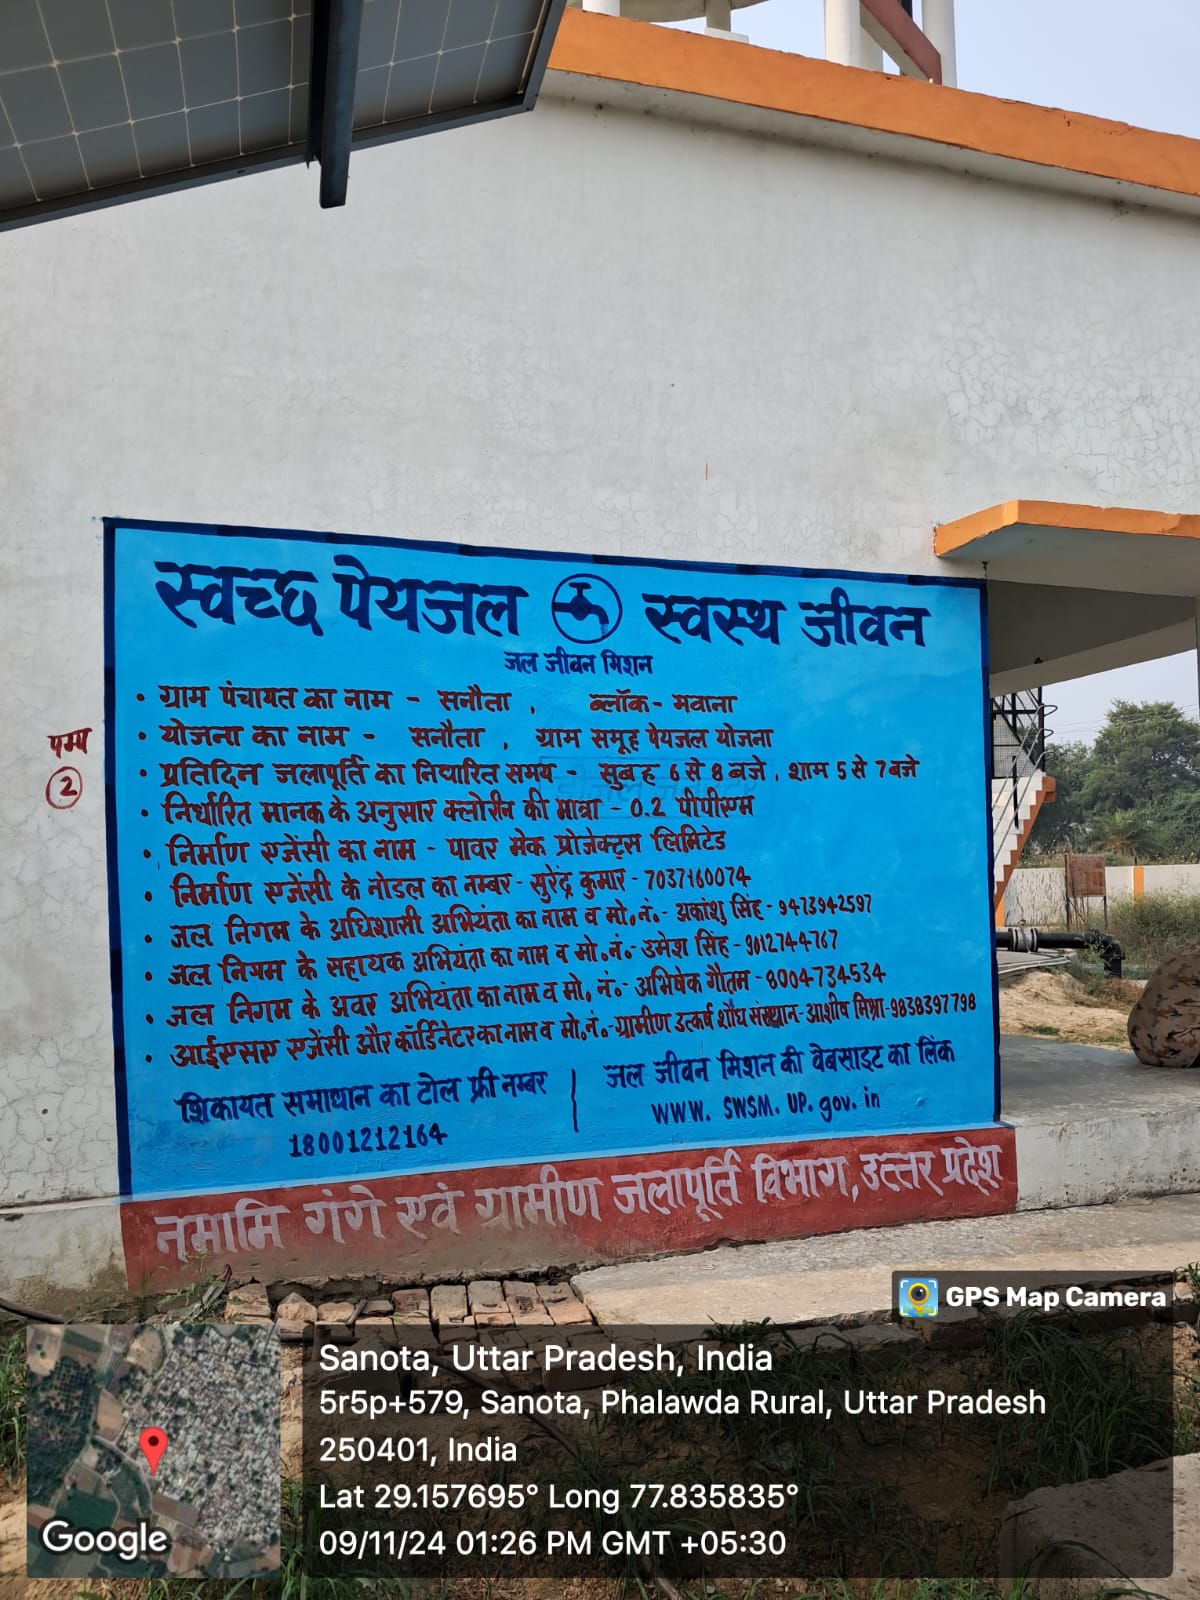 स्वच्छ पेयजल स्वस्थ जीवन
जल जीवन मिशन
• ग्राम पंचायत का नाम - सनौता , ब्लॉक - मवाना
• योजना का नाम - सनौता , ग्राम समूह पेयजल योजना
• प्रतिदिन जलापूर्ति का निधारित समय - सुबह 6 से 8 बजे , शाम 5 से 7 बजे
• निर्धारित मानक के अनुसार क्लोरीन की मात्रा - 0.2 पीपीएम
• निर्माण एजेंसी का नाम - पावर मेक प्रोजेक्ट्स लिमिटेड
• निर्माण एजेंसी के नोडल का नम्बर - सुरेंद्र कुमार - 7037160074
• जल निगम के अधिशासी अभियंता का नाम व मो. नं. - अकांशु सिंह - 9473942597
• जल निगम के सहायक अभियंता का नाम व मो. नं. - उमेश सिंह - 9012744767
• जल निगम के अवर अभियंता का नाम व मो. नं. - अभिषेक गौतम - 8004734534
• आईएसए एजेंसी और कॉर्डिनेटर का नाम व मो. नं. - ग्रामीण उत्कर्ष शौध संस्थान - आशीष मिश्रा - 9838397798
शिकायत समाधान का टोल फ्री नम्बर
18001212164
जल जीवन मिशन की वेबसाइट का लिंक
WWW. SWSM. UP. gov. in
नमामि गंगे एवं ग्रामीण जलापूर्ति विभाग, उत्तर प्रदेश
पम्प
2
GPS Map Camera
Sanota, Uttar Pradesh, India
5r5p+579, Sanota, Phalawda Rural, Uttar Pradesh
250401, India
Lat 29.157695° Long 77.835835°
09/11/24 01:26 PM GMT +05:30
Google